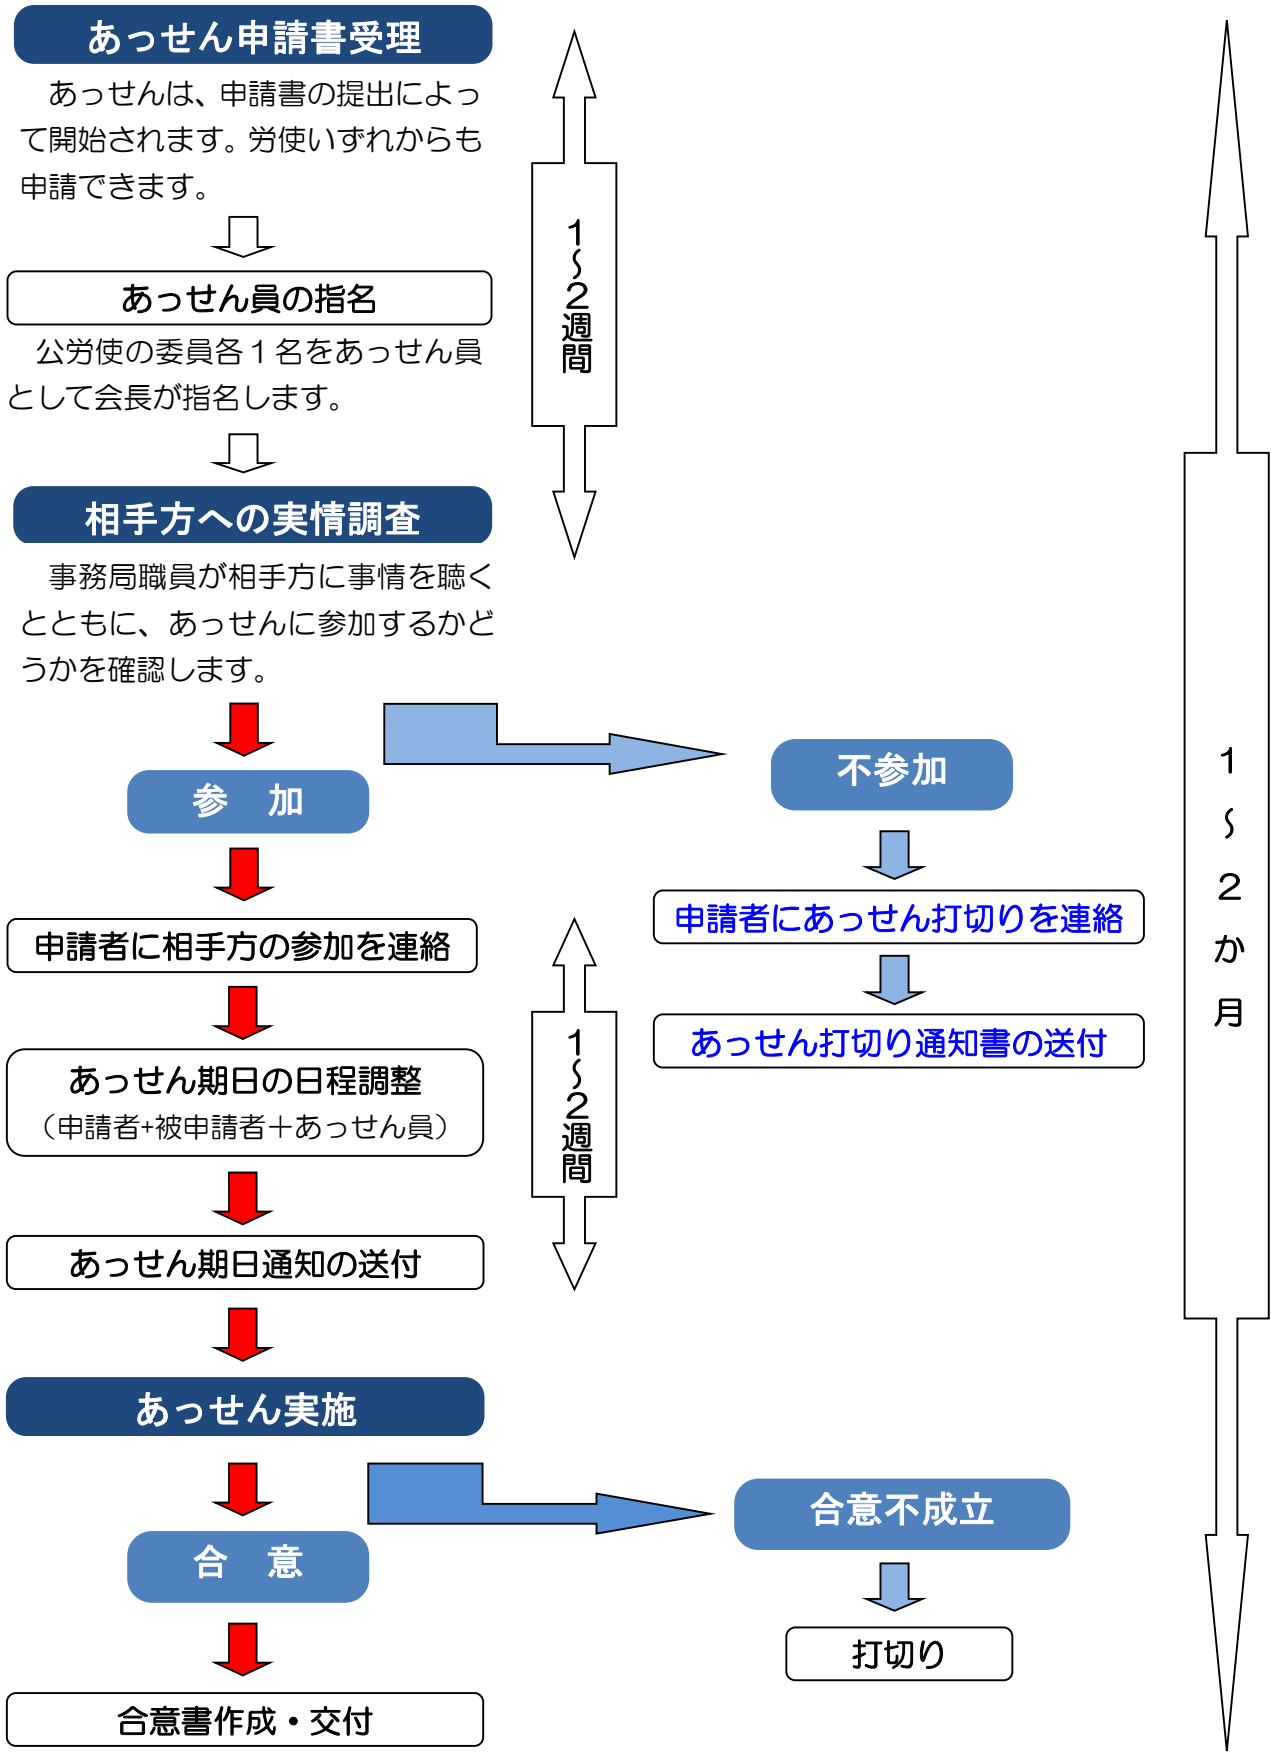 あっせん申請書受理
あっせんは、申請書の提出によっ
て開始されます。労使いずれからも
申請できます。
あっせん員の指名
公労使の委員各１名をあっせん員
として会長が指名します。
１～２週間
相手方への実情調査
事務局職員が相手方に事情を聴く
とともに、あっせんに参加するかど
うかを確認します。
参　加
不参加
申請者にあっせん打切りを連絡
あっせん打切り通知書の送付
申請者に相手方の参加を連絡
あっせん期日の日程調整
（申請者+被申請者＋あっせん員）
あっせん期日通知の送付
１～２週間
１～２か月
あっせん実施
合　意
合意不成立
打切り
合意書作成・交付